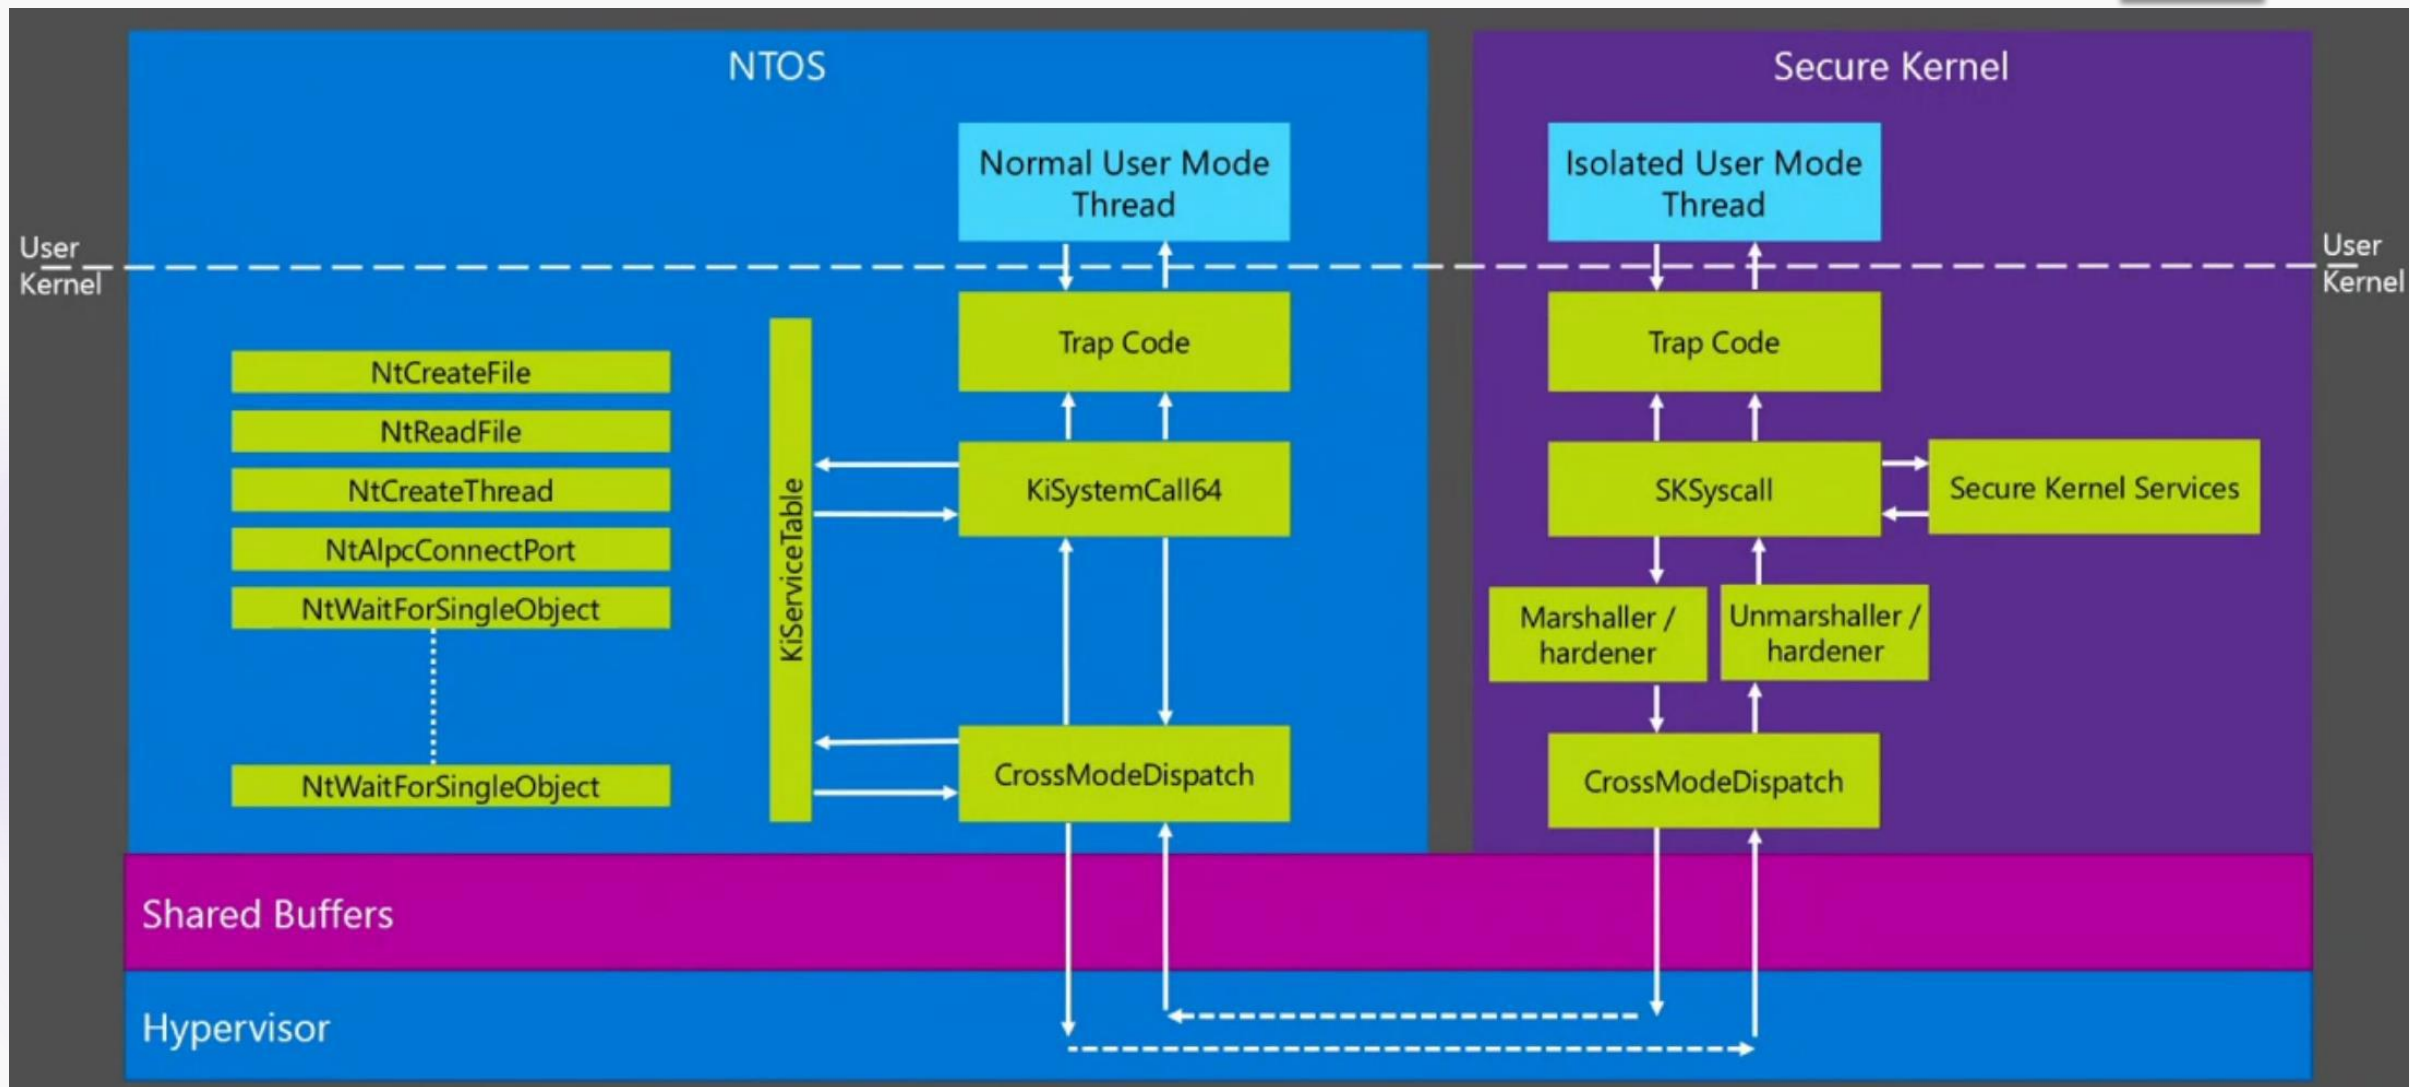 NTOS
Secure Kernel
Normal User Mode
Thread
Isolated User Mode
Thread
User
Kernel
User
Kernel
Trap Code
Trap Code
NtCreateFile
NtReadFile
NtCreateThread
NtAlpcConnectPort
NtWaitForSingleObject
NtWaitForSingleObject
KiServiceTable
KiSystemCall64
SKSyscall
Secure Kernel Services
Marshaller /
hardener
Unmarshaller /
hardener
CrossModeDispatch
CrossModeDispatch
Shared Buffers
Hypervisor